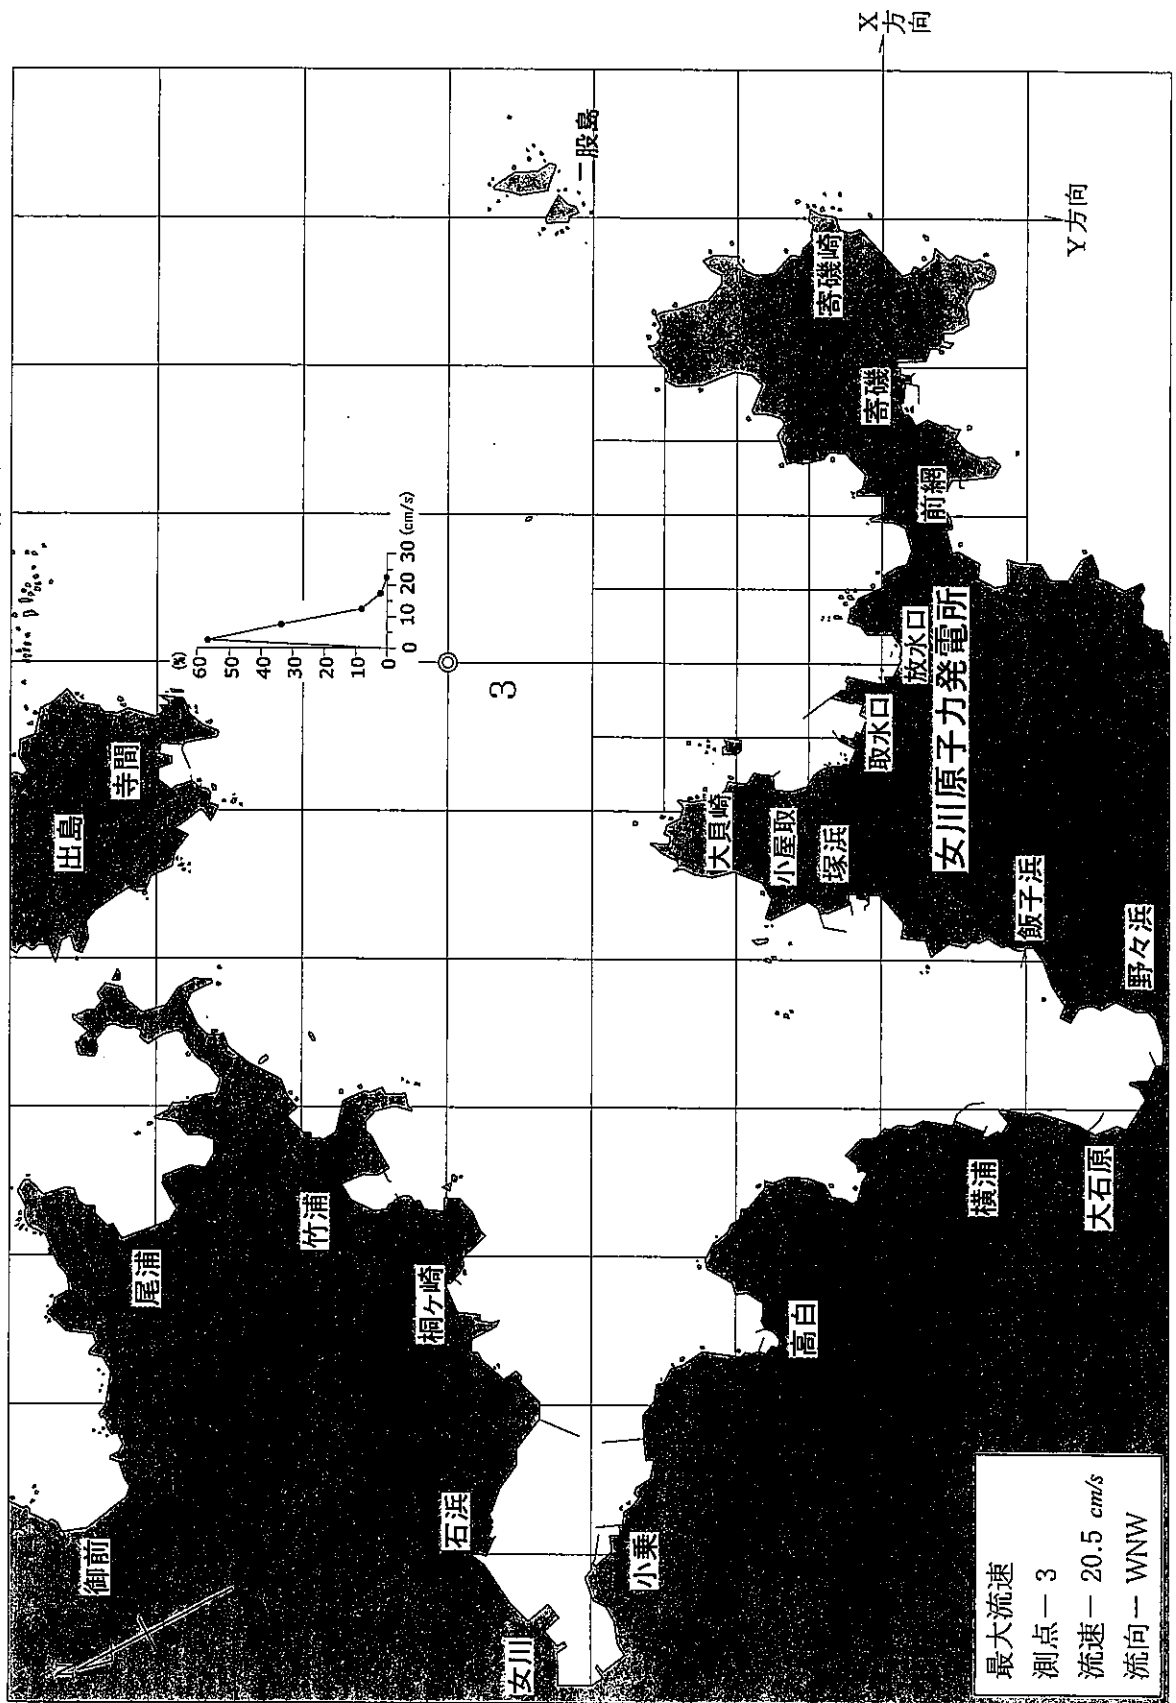 出島
寺間
尾浦
御前
竹浦
桐ヶ崎
石浜
女川
小乗
高白
横浦
大石原
野々浜
飯子浜
塚浜
小屋取
大貝崎
取水口
放水口
女川原子力発電所
前網
寄磯
寄磯崎
二股島
X方向
Y方向
(%)
60
50
40
30
20
10
0
0 10 20 30 (cm/s)
3
最大流速
測点－3
流速－20.5 cm/s
流向－WNW